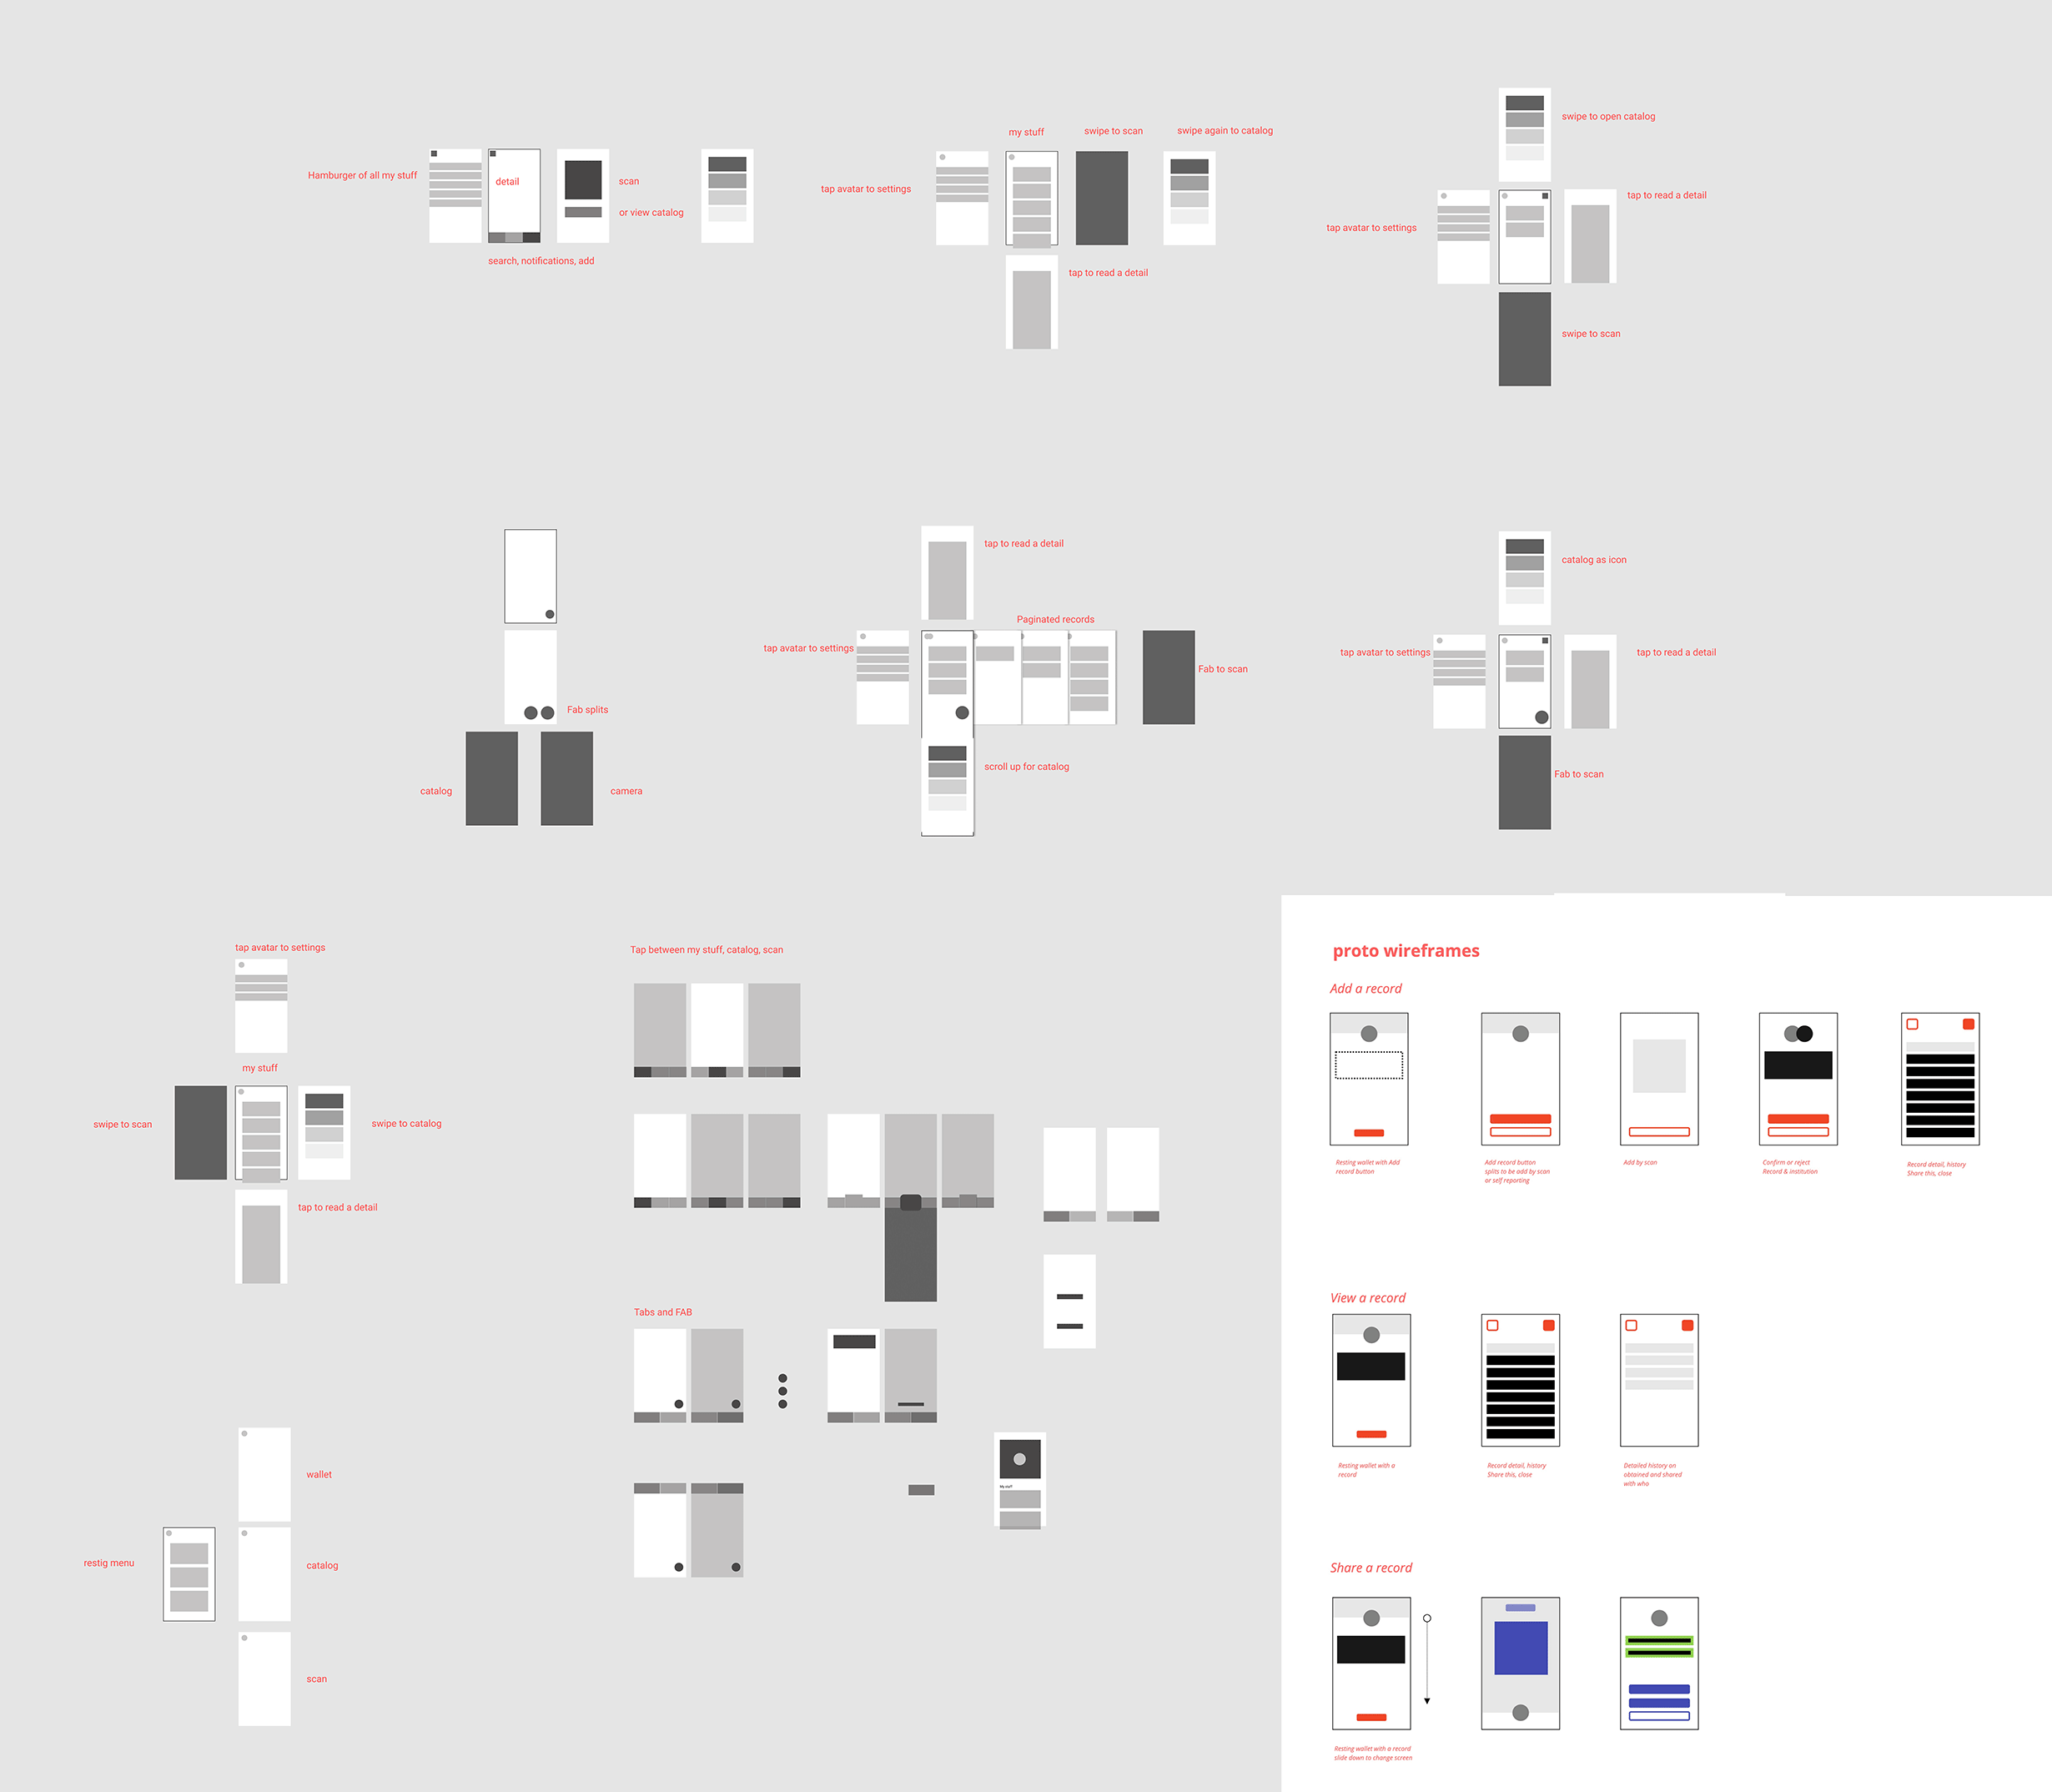 Hamburger of all my stuff
detail
scan
or view catalog
search, notifications, add
my stuff
swipe to scan
swipe again to catalog
tap avatar to settings
tap to read a detail
swipe to open catalog
tap to read a detail
tap avatar to settings
swipe to scan
Fab splits
catalog
camera
tap to read a detail
Paginated records
tap avatar to settings
Fab to scan
scroll up for catalog
catalog as icon
tap avatar to settings
tap to read a detail
Fab to scan
tap avatar to settings
my stuff
swipe to scan
swipe to catalog
tap to read a detail
wallet
restig menu
catalog
scan
Tap between my stuff, catalog, scan
Tabs and FAB
My stuff
proto wireframes
Add a record
Resting wallet with Add
record button
Add record button
splits to be add by scan
or self reporting
Add by scan
Confirm or reject
Record & institution
Record detail, history
Share this, close
View a record
Resting wallet with a
record
Record detail, history
Share this, close
Detailed history on
obtained and shared
with who
Share a record
Resting wallet with a record
slide down to change screen